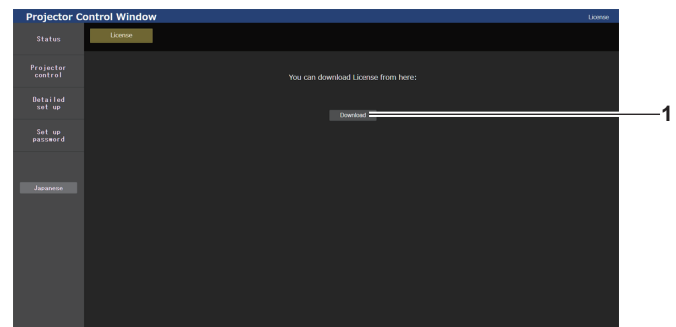 Projector Control Window
License
Status
License
Projector
control
You can download License from here:
Detailed
set up
Download
1
Set up
password
Japanese